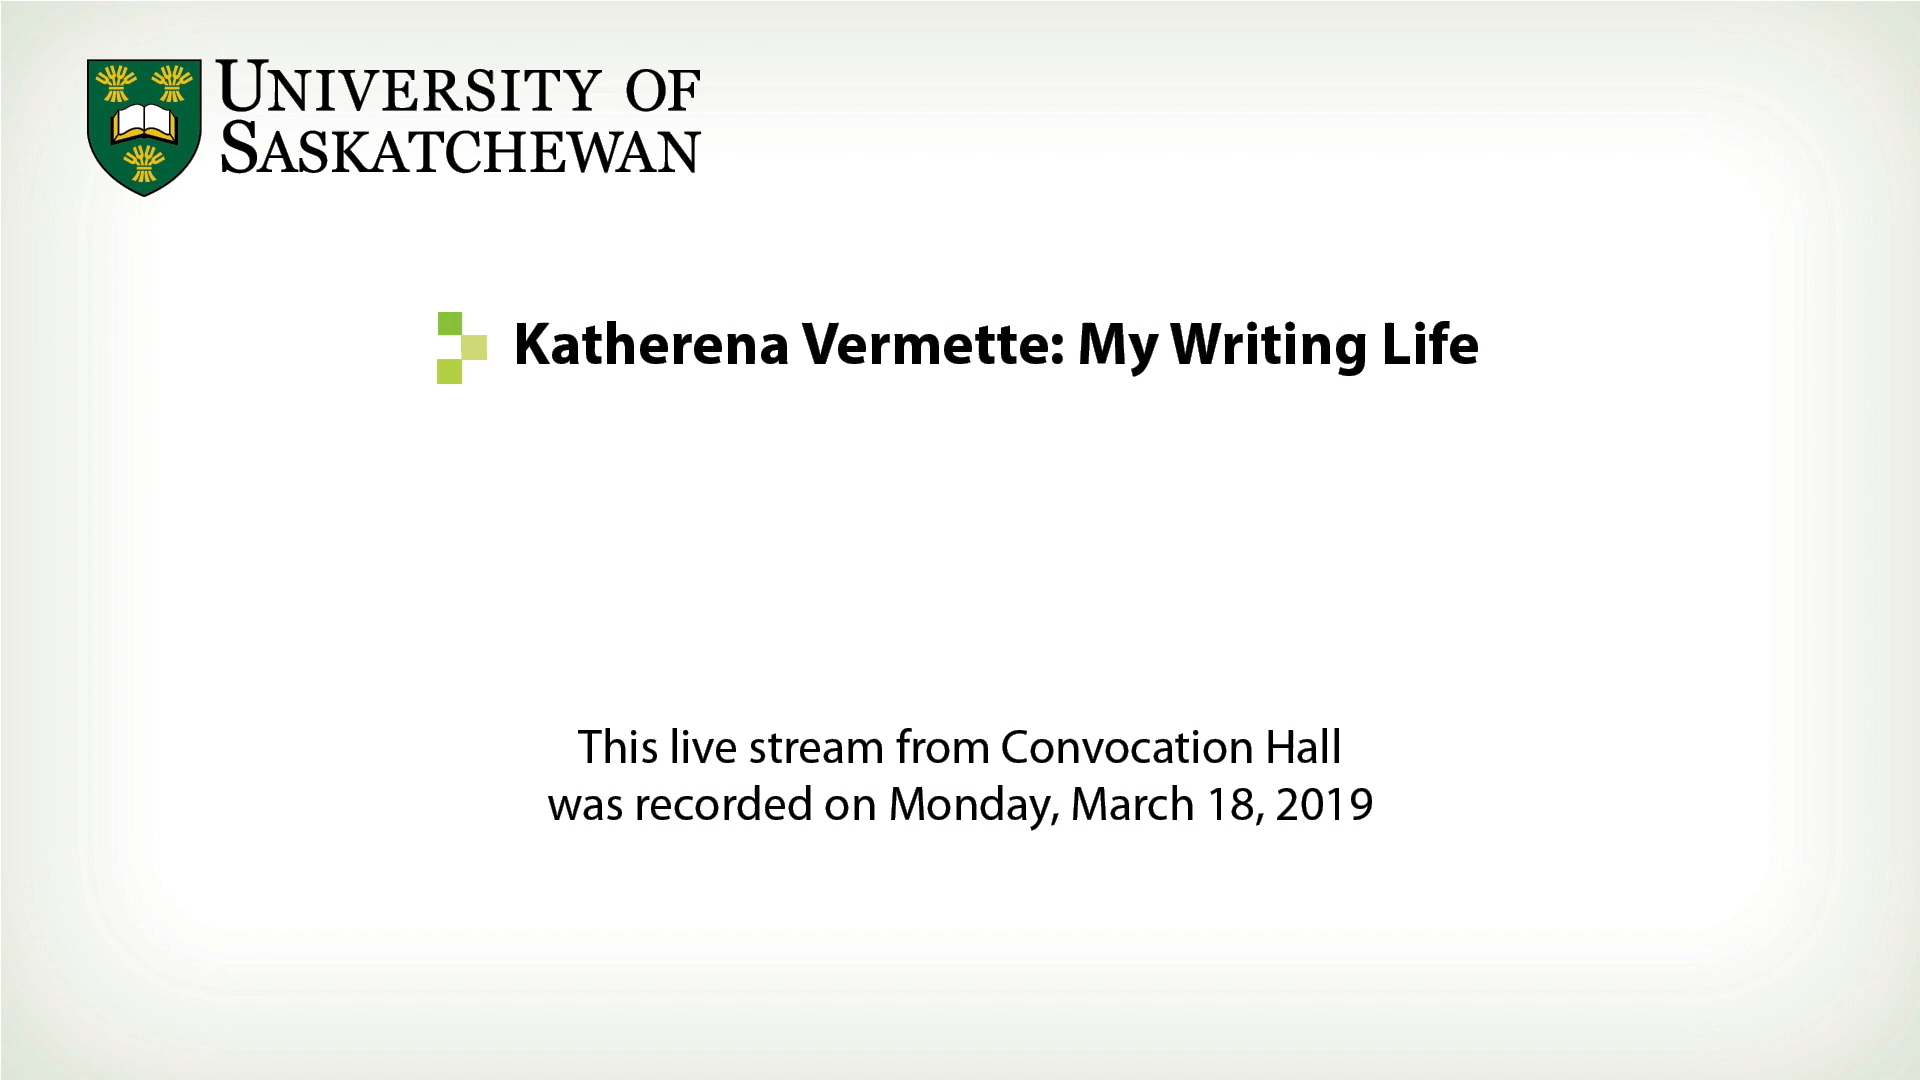 UNIVERSITY OF
SASKATCHEWAN
Katherena Vermette: My Writing Life
This live stream from Convocation Hall
was recorded on Monday, March 18, 2019